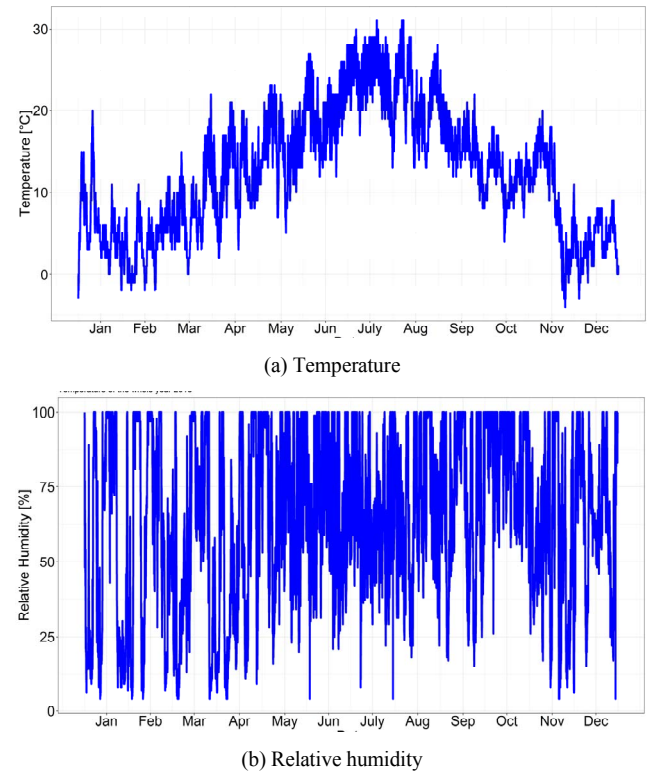 30
20
10
0
Temperature [°C]
Jan Feb Mar Apr May Jun July Aug Sep Oct Nov Dec
(a) Temperature
100
75
50
25
0
Relative Humidity [%]
Jan Feb Mar Apr May Jun July Aug Sep Oct Nov Dec
(b) Relative humidity